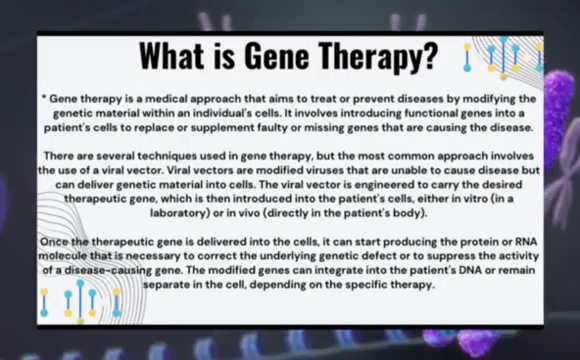 What is Gene Therapy?
* Gene therapy is a medical approach that aims to treat or prevent diseases by modifying the
genetic material within an individual's cells. It involves introducing functional genes into a
patient's cells to replace or supplement faulty or missing genes that are causing the disease.
There are several techniques used in gene therapy, but the most common approach involves
the use of a viral vector. Viral vectors are modified viruses that are unable to cause disease but
can deliver genetic material into cells. The viral vector is engineered to carry the desired
therapeutic gene, which is then introduced into the patient's cells, either in vitro (in a
laboratory) or in vivo (directly in the patient's body).
Once the therapeutic gene is delivered into the cells, it can start producing the protein or RNA
molecule that is necessary to correct the underlying genetic defect or to suppress the activity
of a disease-causing gene. The modified genes can integrate into the patient's DNA or remain
separate in the cell, depending on the specific therapy.